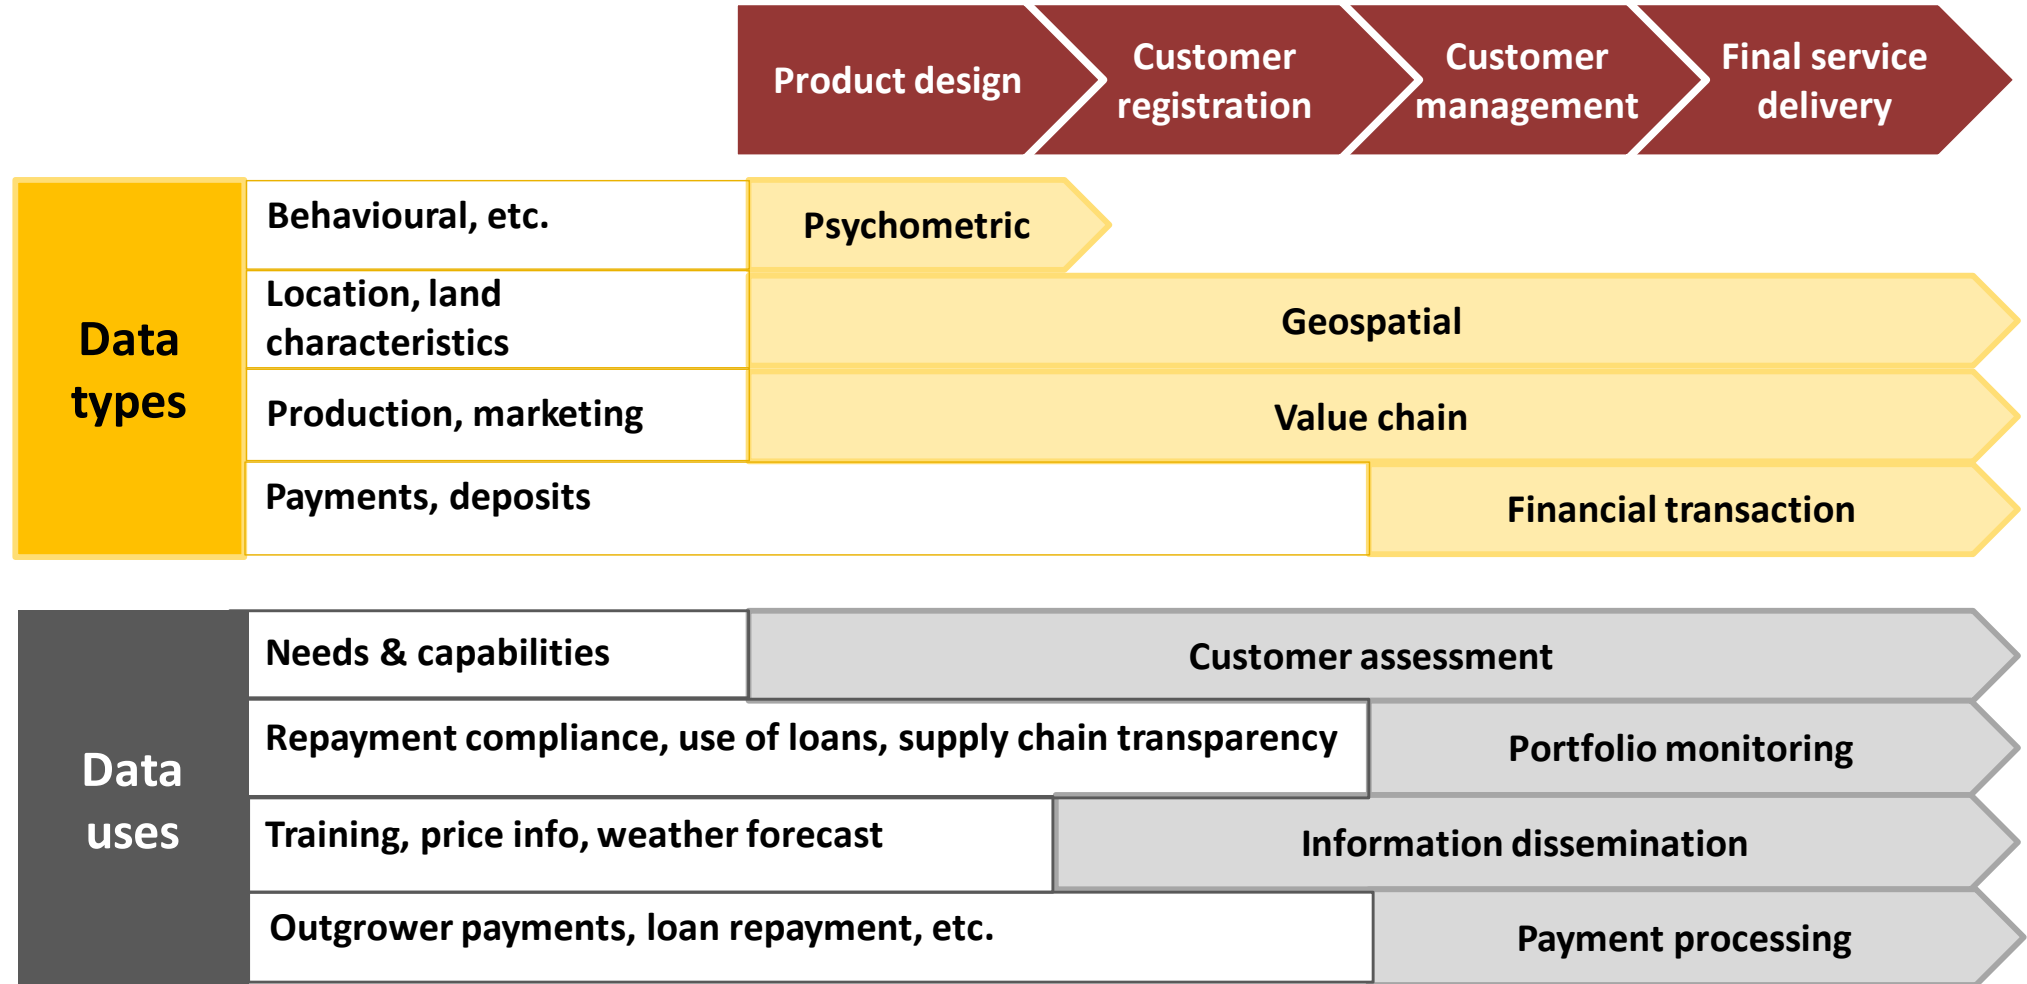 Product design
Customer
registration
Customer
management
Final service
delivery
Data
types
Behavioural, etc.
Psychometric
Location, land
characteristics
Geospatial
Production, marketing
Value chain
Payments, deposits
Financial transaction
Data
uses
Needs & capabilities
Customer assessment
Repayment compliance, use of loans, supply chain transparency
Portfolio monitoring
Training, price info, weather forecast
Information dissemination
Outgrower payments, loan repayment, etc.
Payment processing